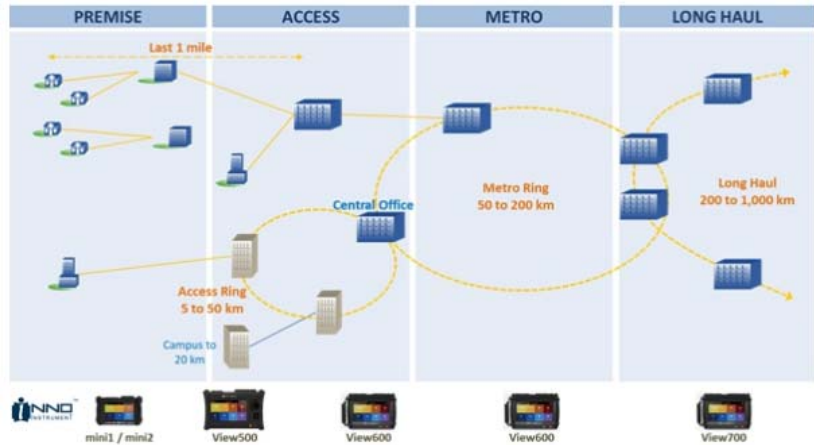 PREMISE
ACCESS
METRO
LONG HAUL
Last 1 mile
Central Office
Metro Ring
50 to 200 km
Long Haul
200 to 1,000 km
Access Ring
5 to 50 km
Campus to
20 km
INNO
INSTRUMENT
mini1 / mini2
View500
View600
View600
View700